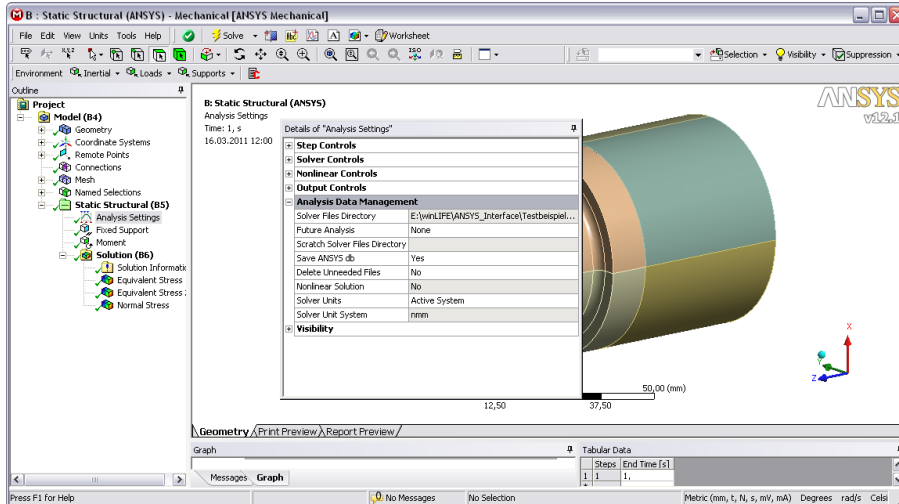 B : Static Structural (ANSYS) - Mechanical [ANSYS Mechanical]
File Edit View Units Tools Help Solve Worksheet
Selection Visibility Suppression
Environment Inertial Loads Supports
Outline
Project
Model (B4)
Geometry
Coordinate Systems
Remote Points
Connections
Mesh
Named Selections
Static Structural (B5)
Analysis Settings
Fixed Support
Moment
Solution (B6)
Solution Informatic
Equivalent Stress
Equivalent Stress 2
Normal Stress
B: Static Structural (ANSYS)
Analysis Settings
Time: 1, s
16.03.2011 12:00
ANSYS
v12.1
Details of "Analysis Settings"
Step Controls
Solver Controls
Nonlinear Controls
Output Controls
Analysis Data Management
Solver Files Directory E:\winLIFE\ANSYS_Interface\Testbeispiel...
Future Analysis None
Scratch Solver Files Directory
Save ANSYS db Yes
Delete Unneeded Files No
Nonlinear Solution No
Solver Units Active System
Solver Unit System nmm
Visibility
X
Y
Z
50,00 (mm)
12,50 37,50
Geometry Print Preview Report Preview
Graph
Messages Graph
Tabular Data
Steps End Time [s]
1 1 1,
*
Press F1 for Help No Messages No Selection Metric (mm, t, N, s, mV, mA) Degrees rad/s Celsi